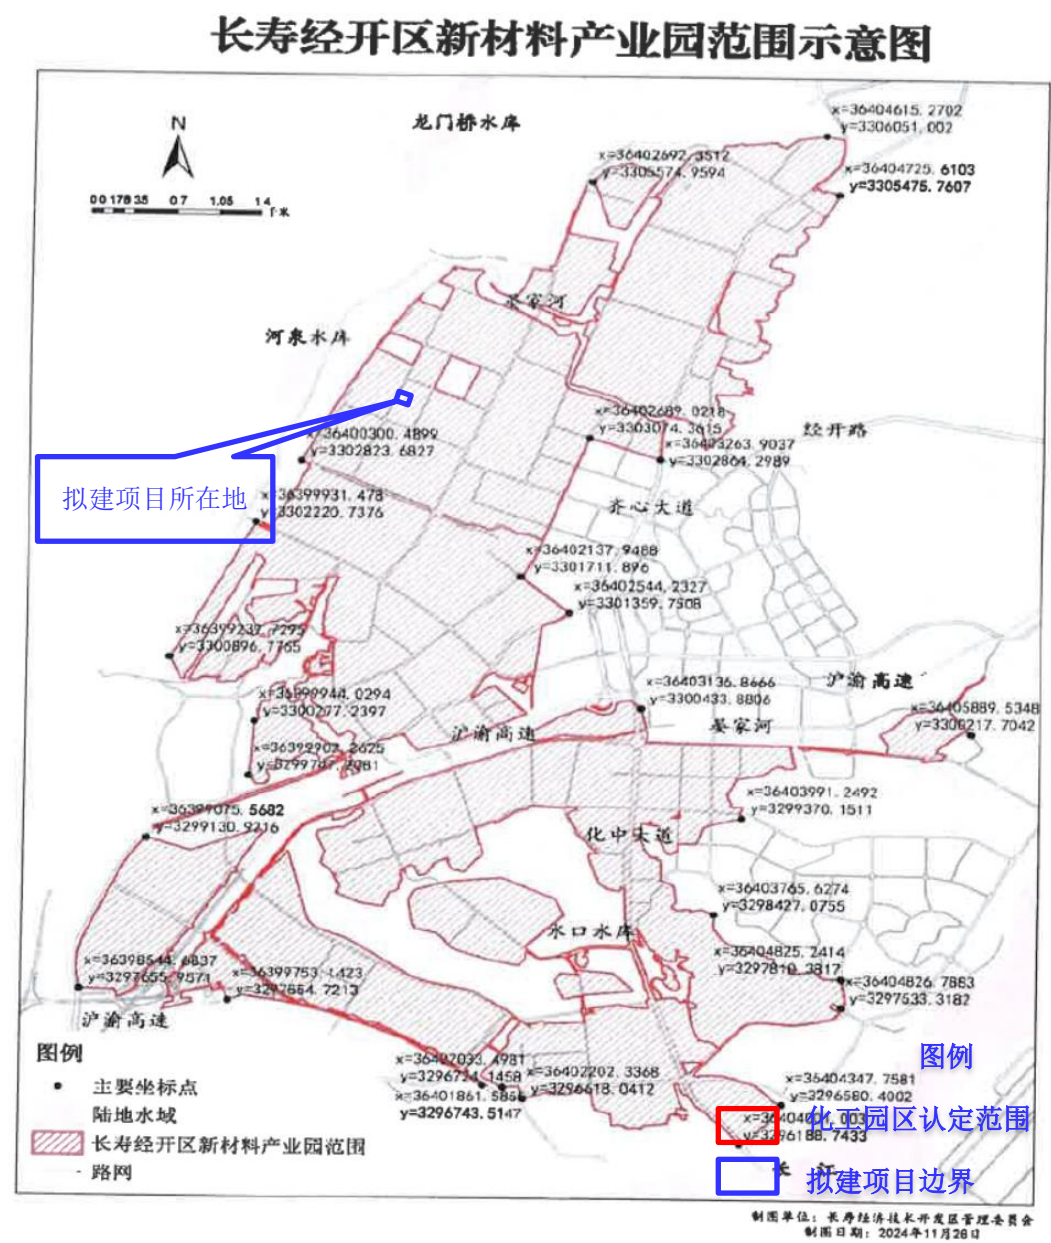 长寿经开区新材料产业园范围示意图
x=36404615.2702
y=3306051.002
龙门桥水库
N
x=36402692.3512
y=3305574.9594
x=36404725.6103
y=3305475.7607
0 0.175 0.35 0.7 1.05 1.4
千米
晏家河
河泉水库
x=36402689.0218
y=3303074.3615
经开路
x=36400300.4899
y=3302823.6827
x=36403263.9037
y=3302864.2989
拟建项目所在地
x=36399931.478
y=3302220.7376
齐心大道
x=36402137.9488
y=3301711.896
x=36402544.2327
y=3301359.7508
x=36399239.7295
y=3300896.7765
x=36403136.8666
y=3300433.8806
沪渝高速
x=36399944.0294
y=3300277.2397
x=36405889.5348
y=3300217.7042
沪渝高速
晏家河
x=36403991.2492
y=3299370.1511
x=36399075.5682
y=3299130.9216
化中大道
x=36403765.6274
y=3298427.0755
水口水库
x=36404825.2414
y=3297810.3817
x=36398544.6837
y=3297655.9571
x=36404826.7883
y=3297533.3182
沪渝高速
图例
图例
主要坐标点
x=36402202.3368
y=3296618.0412
x=36404347.7581
y=3296580.4002
y=3296743.5147
陆地水域
化工园区认定范围
y=3296188.7433
长寿经开区新材料产业园范围
长江
路网
拟建项目边界
制图单位：长寿经济技术开发区管理委员会
制图日期：2024年11月28日